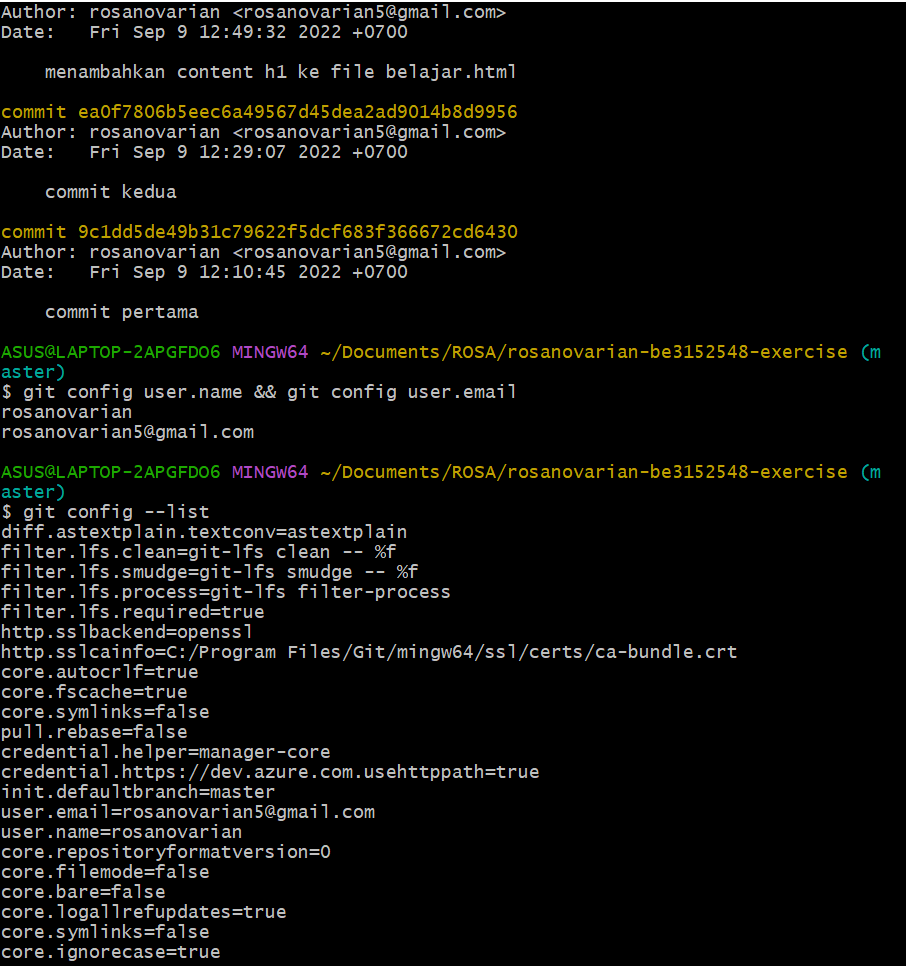 Author: rosanovarian <rosanovarian5@gmail.com>
Date:   Fri Sep 9 12:49:32 2022 +0700
    menambahkan content h1 ke file belajar.html
commit ea0f7806b5eec6a49567d45dea2ad9014b8d9956
Author: rosanovarian <rosanovarian5@gmail.com>
Date:   Fri Sep 9 12:29:07 2022 +0700
    commit kedua
commit 9c1dd5de49b31c79622f5dcf683f366672cd6430
Author: rosanovarian <rosanovarian5@gmail.com>
Date:   Fri Sep 9 12:10:45 2022 +0700
    commit pertama
ASUS@LAPTOP-2APGFDO6 MINGW64 ~/Documents/ROSA/rosanovarian-be3152548-exercise (m
aster)
$ git config user.name && git config user.email
rosanovarian
rosanovarian5@gmail.com
ASUS@LAPTOP-2APGFDO6 MINGW64 ~/Documents/ROSA/rosanovarian-be3152548-exercise (m
aster)
$ git config --list
diff.astextplain.textconv=astextplain
filter.lfs.clean=git-lfs clean -- %f
filter.lfs.smudge=git-lfs smudge -- %f
filter.lfs.process=git-lfs filter-process
filter.lfs.required=true
http.sslbackend=openssl
http.sslcainfo=C:/Program Files/Git/mingw64/ssl/certs/ca-bundle.crt
core.autocrlf=true
core.fscache=true
core.symlinks=false
pull.rebase=false
credential.helper=manager-core
credential.https://dev.azure.com.usehttppath=true
init.defaultbranch=master
user.email=rosanovarian5@gmail.com
user.name=rosanovarian
core.repositoryformatversion=0
core.filemode=false
core.bare=false
core.logallrefupdates=true
core.symlinks=false
core.ignorecase=true